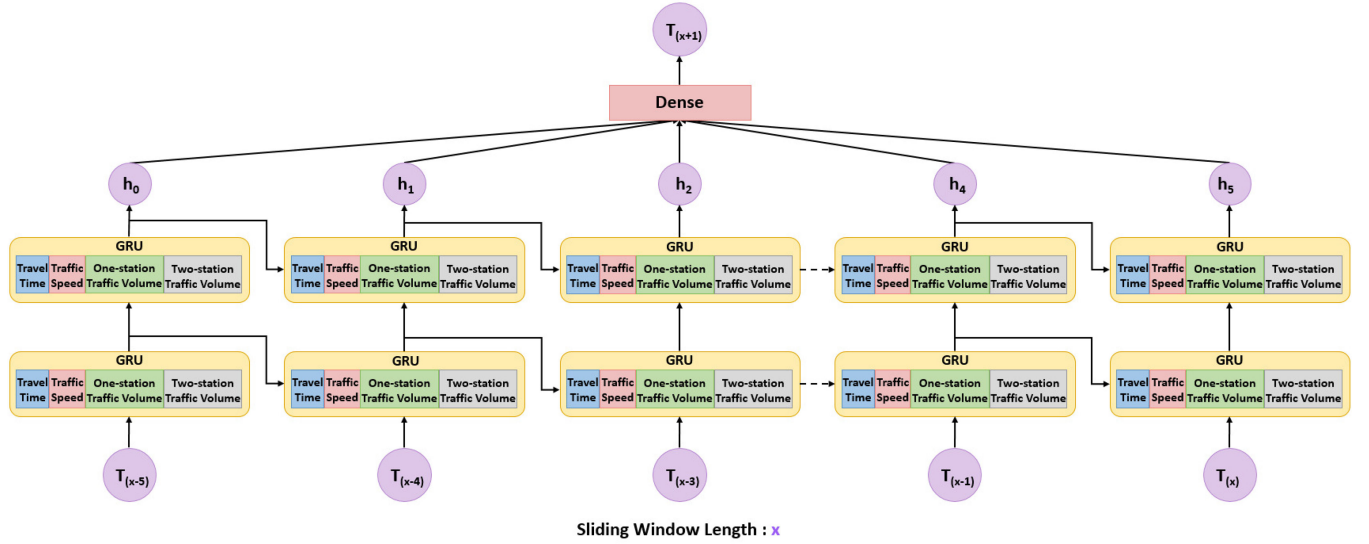 T(x+1)
Dense
h0 h1 h2 h4 h5
GRU GRU GRU GRU GRU
Travel Traffic One-station Two-station Travel Traffic One-station Two-station Travel Traffic One-station Two-station Travel Traffic One-station Two-station Travel Traffic One-station Two-station
Time Speed Traffic Volume Traffic Volume Time Speed Traffic Volume Traffic Volume Time Speed Traffic Volume Traffic Volume Time Speed Traffic Volume Traffic Volume Time Speed Traffic Volume Traffic Volume
GRU GRU GRU GRU GRU
Travel Traffic One-station Two-station Travel Traffic One-station Two-station Travel Traffic One-station Two-station Travel Traffic One-station Two-station Travel Traffic One-station Two-station
Time Speed Traffic Volume Traffic Volume Time Speed Traffic Volume Traffic Volume Time Speed Traffic Volume Traffic Volume Time Speed Traffic Volume Traffic Volume Time Speed Traffic Volume Traffic Volume
T(x-5) T(x-4) T(x-3) T(x-1) T(x)
Sliding Window Length : x